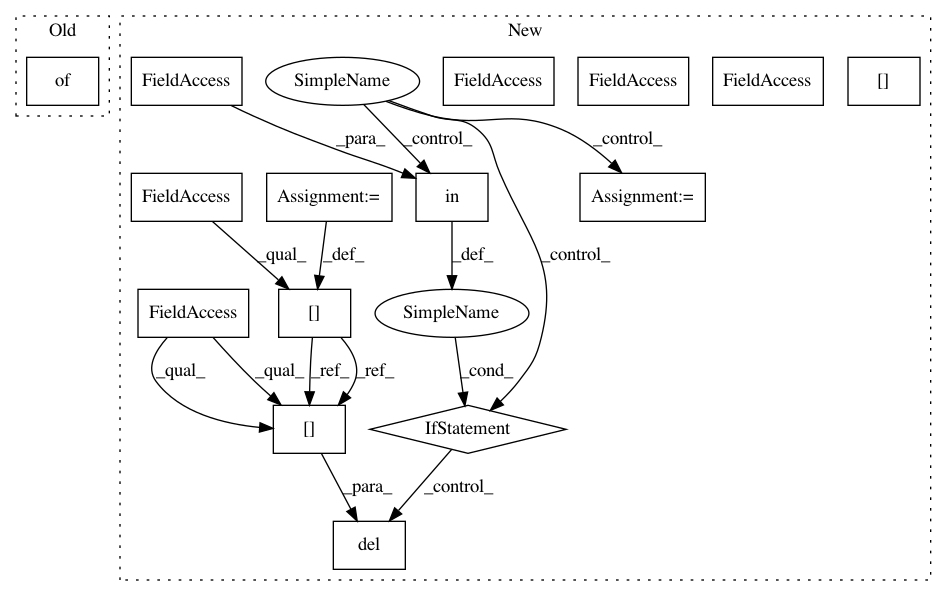 Old
New
of
FieldAccess
SimpleName
FieldAccess
FieldAccess
FieldAccess
[]
_para_
_control_
_control_
FieldAccess
Assignment:=
in
Assignment:=
_qual_
_def_
_def_
_control_
FieldAccess
[]
SimpleName
_qual_
_qual_
_ref_
_ref_
_cond_
[]
IfStatement
_para_
_control_
del